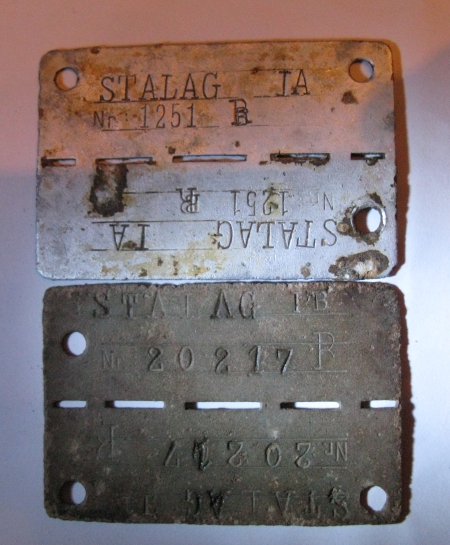 STALAG IA
Nr. 1251 B
Nr. 1251
STALAG IA
STALAG IB
Nr. 20217
Nr. 20217
STALAG